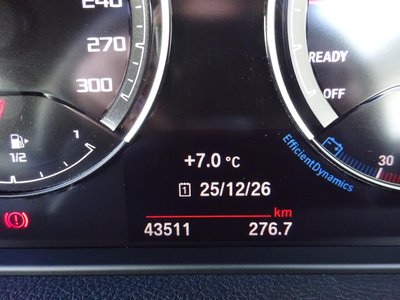 240
270
300
READY
OFF
1/2
1
+7.0 °C
1 25/12/26
km
43511 276.7
EfficientDynamics
30